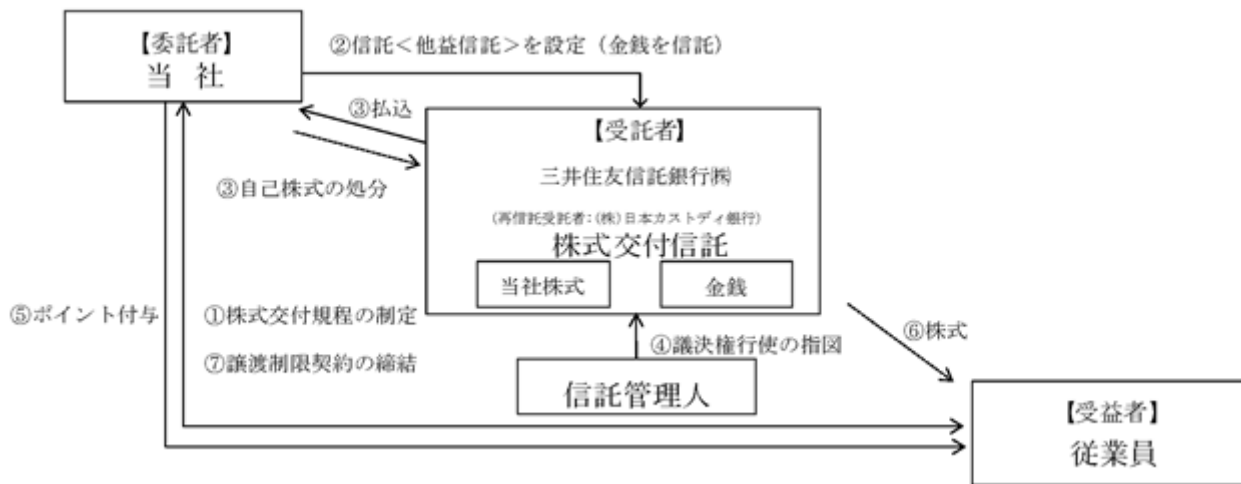 【委託者】
当 社
②信託＜他益信託＞を設定（金銭を信託）
③払込
③自己株式の処分
【受託者】
三井住友信託銀行㈱
（再信託受託者：（株）日本カストディ銀行）
株式交付信託
当社株式
金銭
⑤ポイント付与
①株式交付規程の制定
⑦譲渡制限契約の締結
④議決権行使の指図
⑥株式
信託管理人
【受益者】
従業員